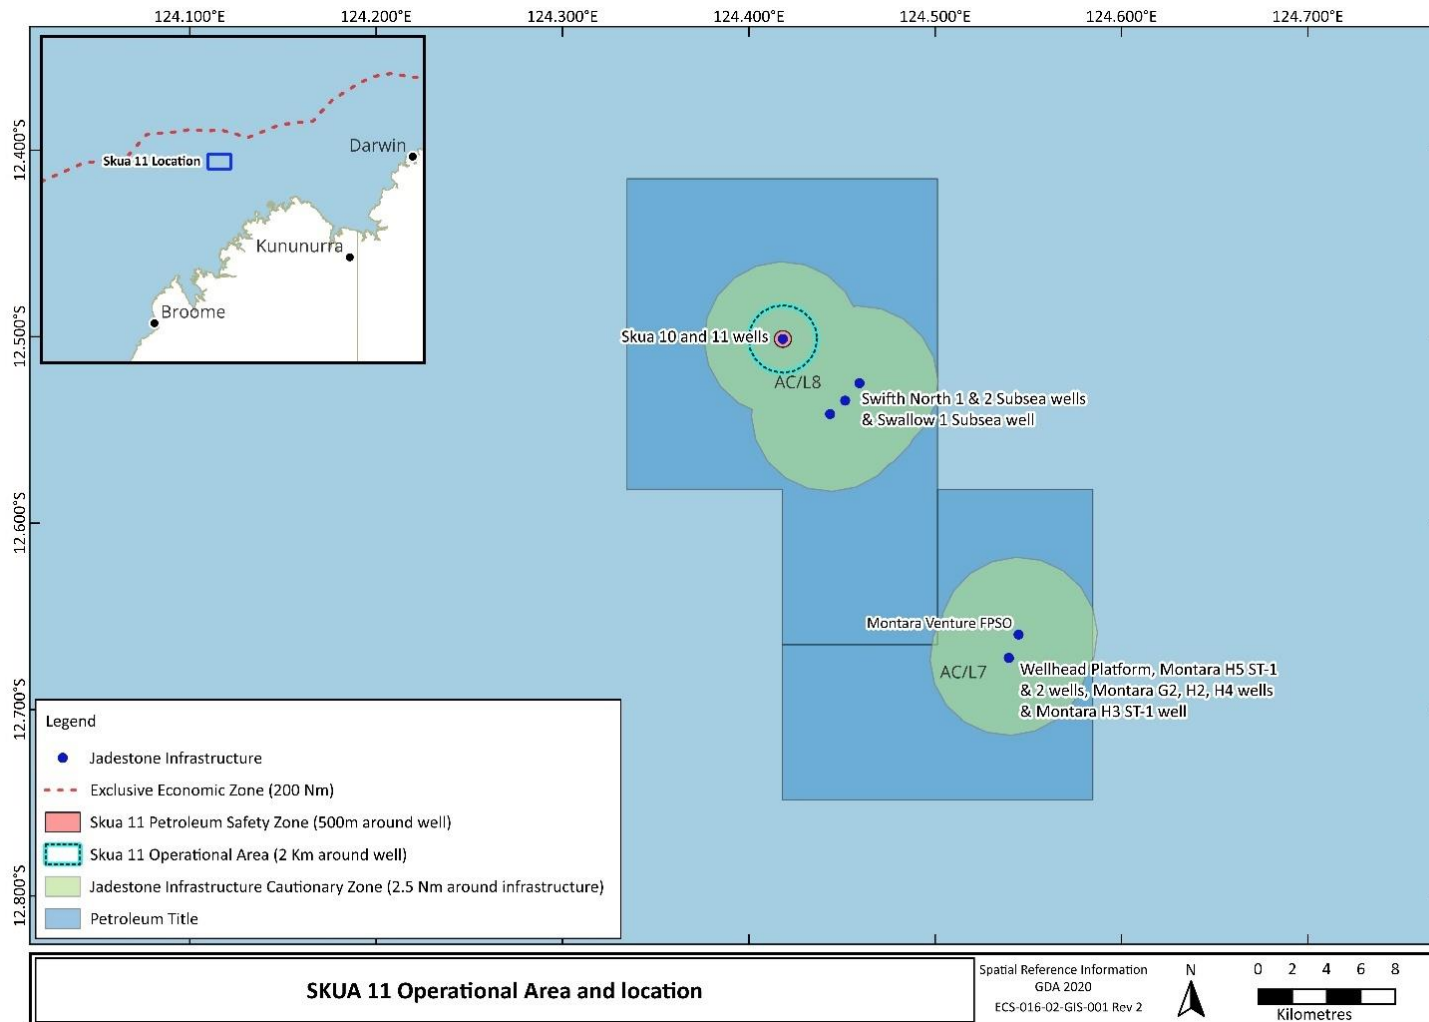 124.100°E
124.200°E
124.300°E
124.400°E
124.500°E
124.600°E
124.700°E
12.400°S
12.500°S
12.600°S
12.700°S
12.800°S
Darwin
Skua 11 Location
Kununurra
Broome
Skua 10 and 11 wells
AC/L8
Swifth North 1 & 2 Subsea wells
& Swallow 1 Subsea well
Montara Venture FPSO
AC/L7
Wellhead Platform, Montara H5 ST-1
& 2 wells, Montara G2, H2, H4 wells
& Montara H3 ST-1 well
Legend
Jadestone Infrastructure
Exclusive Economic Zone (200 Nm)
Skua 11 Petroleum Safety Zone (500m around well)
Skua 11 Operational Area (2 Km around well)
Jadestone Infrastructure Cautionary Zone (2.5 Nm around infrastructure)
Petroleum Title
SKUA 11 Operational Area and location
Spatial Reference Information
GDA 2020
ECS-016-02-GIS-001 Rev 2
N
0 2 4 6 8
Kilometres